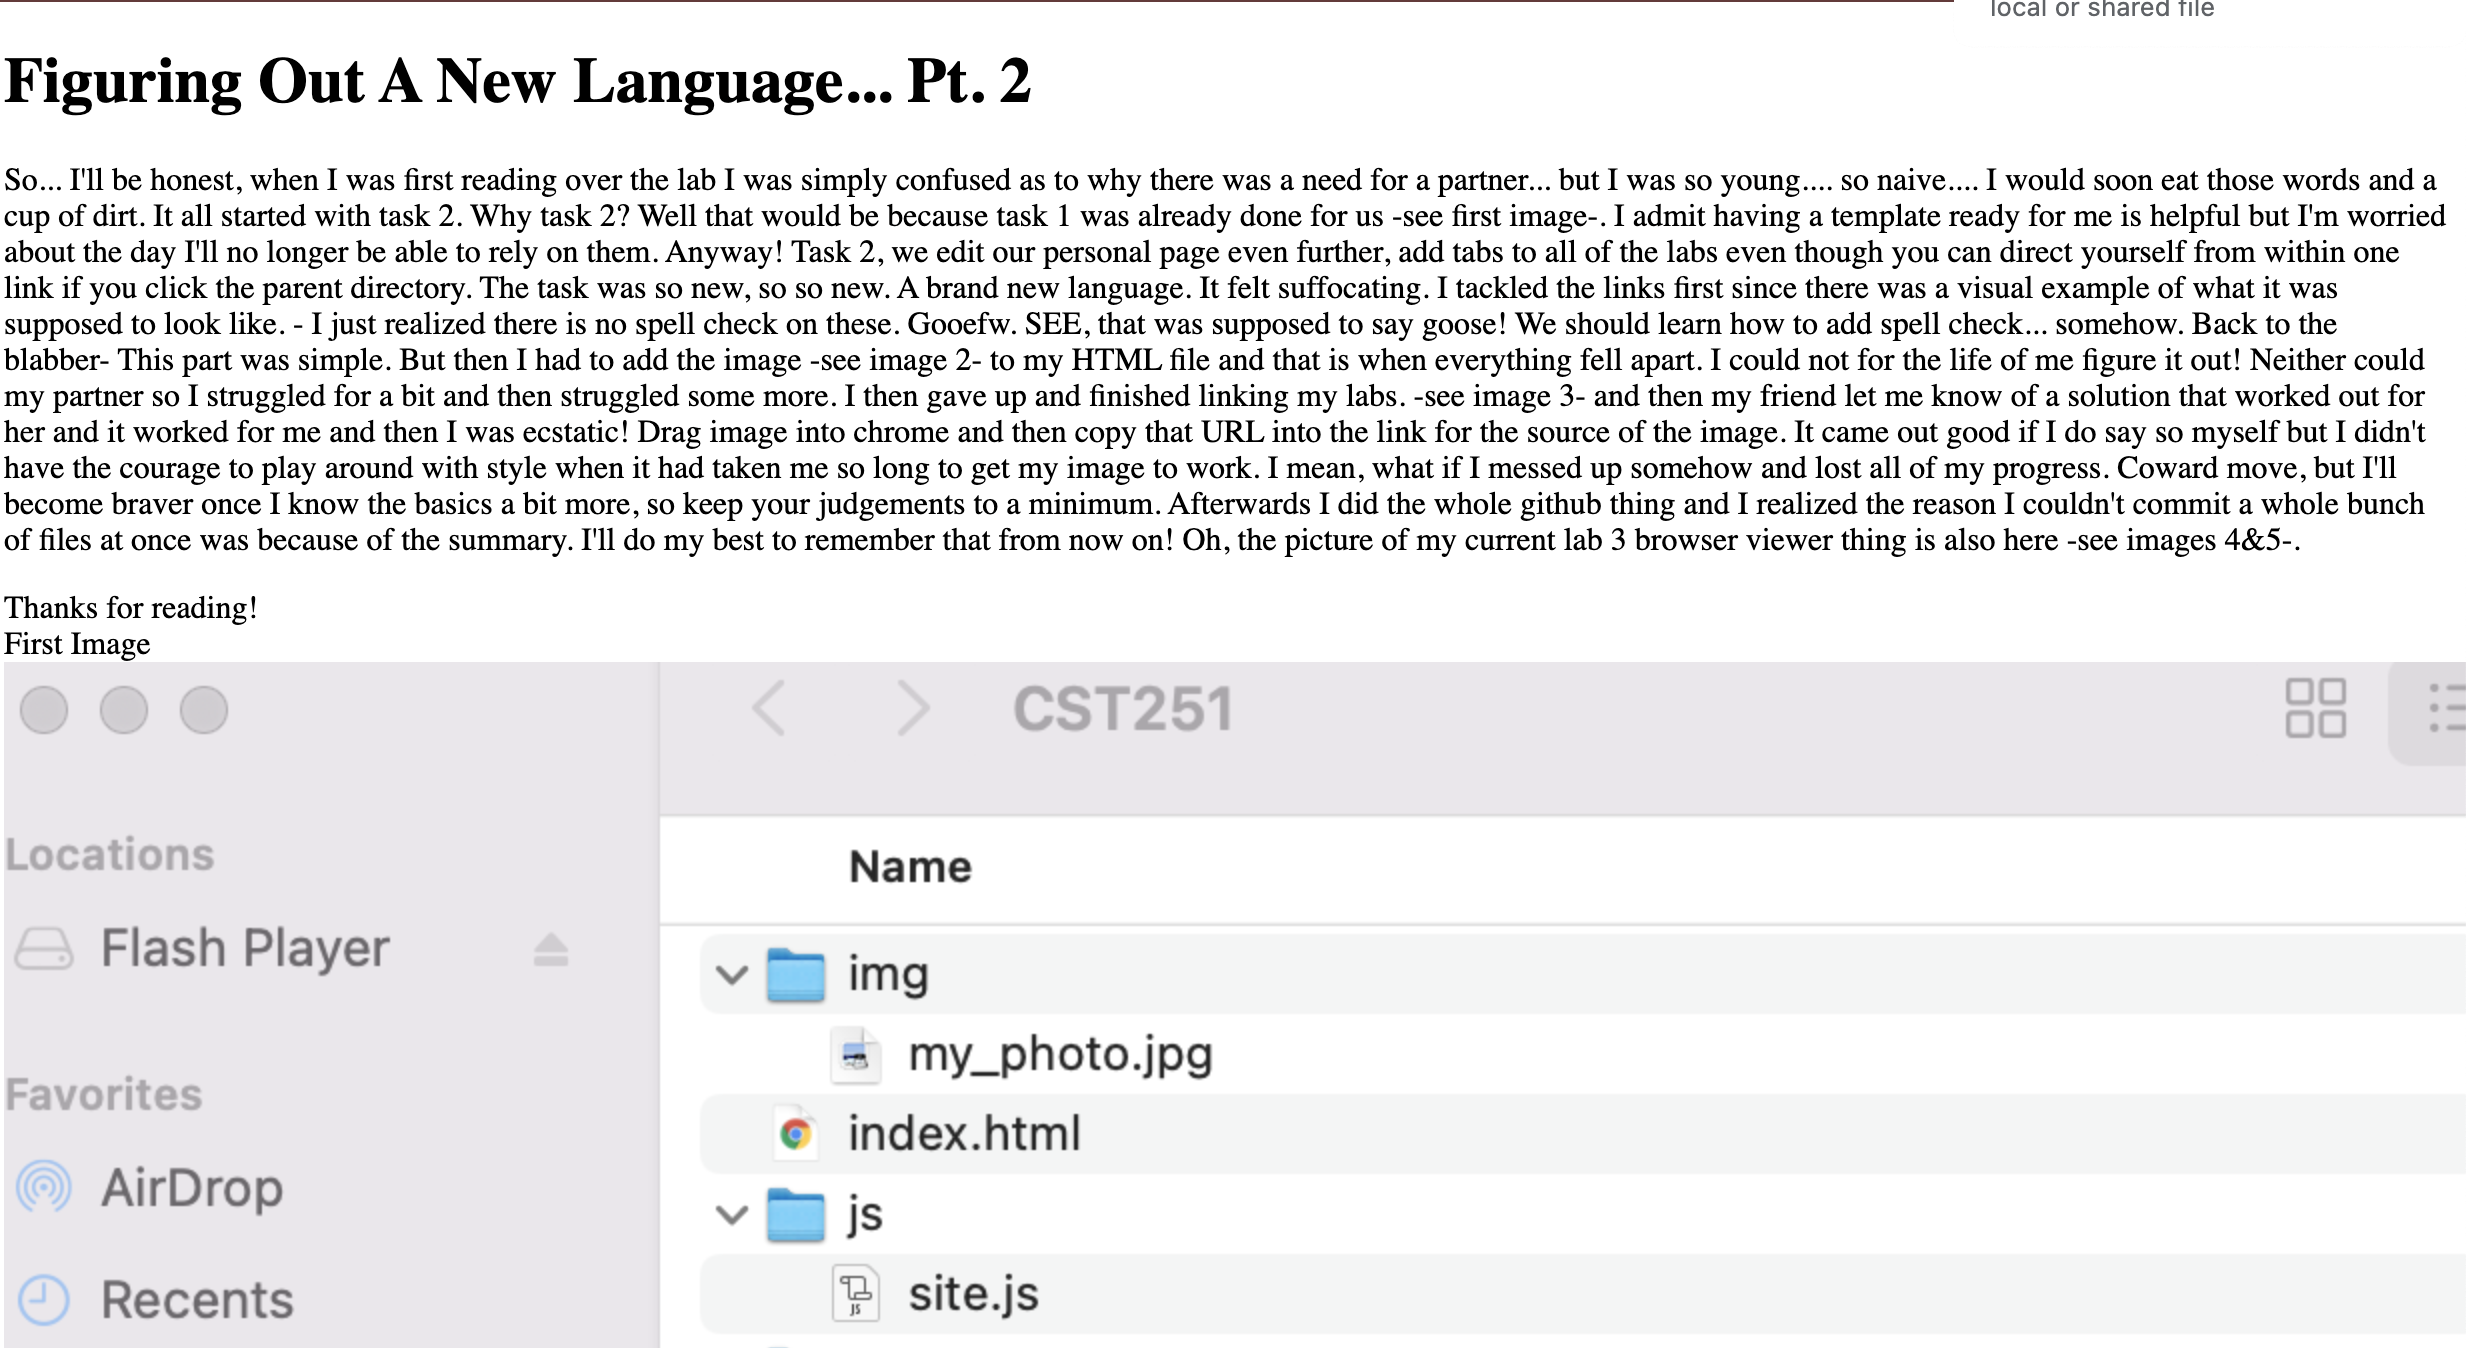 local or shared file
Figuring Out A New Language... Pt. 2
So... I'll be honest, when I was first reading over the lab I was simply confused as to why there was a need for a partner... but I was so young.... so naive.... I would soon eat those words and a
cup of dirt. It all started with task 2. Why task 2? Well that would be because task 1 was already done for us -see first image-. I admit having a template ready for me is helpful but I'm worried
about the day I'll no longer be able to rely on them. Anyway! Task 2, we edit our personal page even further, add tabs to all of the labs even though you can direct yourself from within one
link if you click the parent directory. The task was so new, so so new. A brand new language. It felt suffocating. I tackled the links first since there was a visual example of what it was
supposed to look like. - I just realized there is no spell check on these. Gooefw. SEE, that was supposed to say goose! We should learn how to add spell check... somehow. Back to the
blabber- This part was simple. But then I had to add the image -see image 2- to my HTML file and that is when everything fell apart. I could not for the life of me figure it out! Neither could
my partner so I struggled for a bit and then struggled some more. I then gave up and finished linking my labs. -see image 3- and then my friend let me know of a solution that worked out for
her and it worked for me and then I was ecstatic! Drag image into chrome and then copy that URL into the link for the source of the image. It came out good if I do say so myself but I didn't
have the courage to play around with style when it had taken me so long to get my image to work. I mean, what if I messed up somehow and lost all of my progress. Coward move, but I'll
become braver once I know the basics a bit more, so keep your judgements to a minimum. Afterwards I did the whole github thing and I realized the reason I couldn't commit a whole bunch
of files at once was because of the summary. I'll do my best to remember that from now on! Oh, the picture of my current lab 3 browser viewer thing is also here -see images 4&5-.
Thanks for reading!
First Image
CST251
Locations
Name
Flash Player
img
my_photo.jpg
Favorites
index.html
AirDrop
js
Recents
site.js
JS